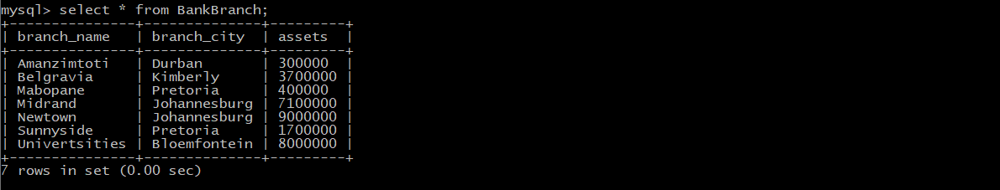 mysql> select * from BankBranch;
+---------------+--------------+---------+
| branch_name   | branch_city  | assets  |
+---------------+--------------+---------+
| Amanzimtoti   | Durban       | 300000  |
| Belgravia     | Kimberly     | 3700000 |
| Mabopane      | Pretoria     | 400000  |
| Midrand       | Johannesburg | 7100000 |
| Newtown       | Johannesburg | 9000000 |
| Sunnyside     | Pretoria     | 1700000 |
| Univertsities | Bloemfontein | 8000000 |
+---------------+--------------+---------+
7 rows in set (0.00 sec)